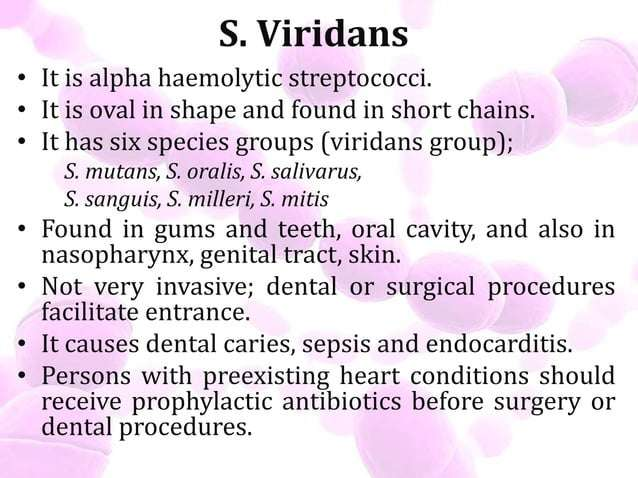 S. Viridans
• It is alpha haemolytic streptococci.
• It is oval in shape and found in short chains.
• It has six species groups (viridans group);
S. mutans, S. oralis, S. salivarus,
S. sanguis, S. milleri, S. mitis
• Found in gums and teeth, oral cavity, and also in
nasopharynx, genital tract, skin.
• Not very invasive; dental or surgical procedures
facilitate entrance.
• It causes dental caries, sepsis and endocarditis.
• Persons with preexisting heart conditions should
receive prophylactic antibiotics before surgery or
dental procedures.